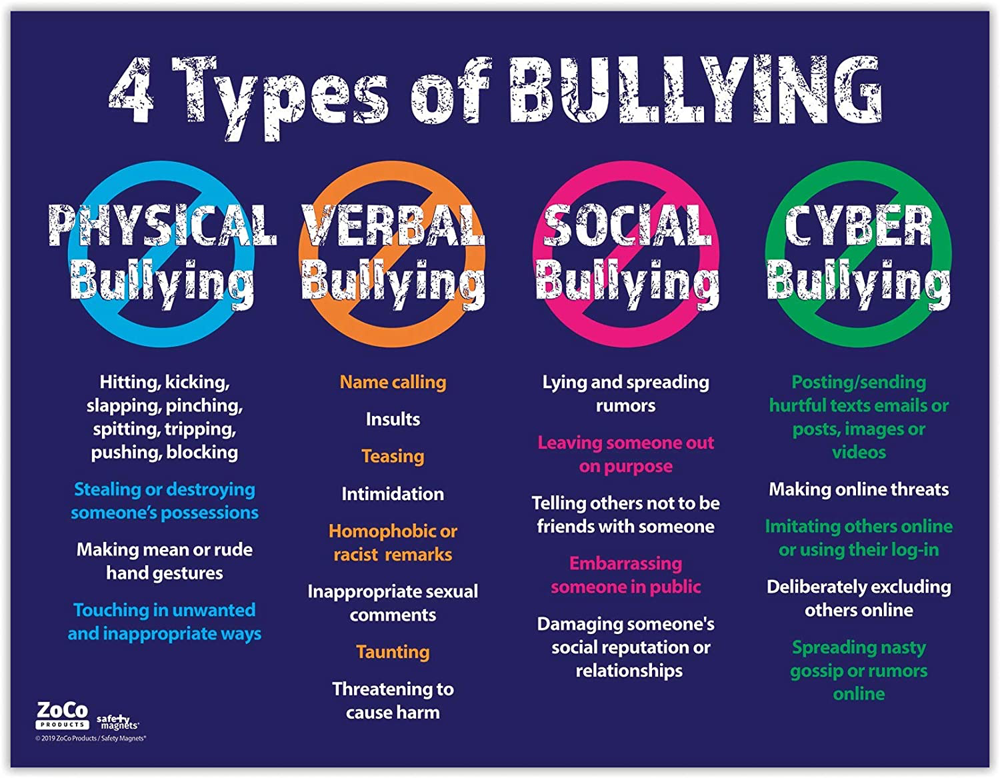 4 Types of BULLYING
PHYSICAL
Bullying
Hitting, kicking,
slapping, pinching,
spitting, tripping,
pushing, blocking
Stealing or destroying
someone's possessions
Making mean or rude
hand gestures
Touching in unwanted
and inappropriate ways
VERBAL
Bullying
Name calling
Insults
Teasing
Intimidation
Homophobic or
racist remarks
Inappropriate sexual
comments
Taunting
Threatening to
cause harm
SOCIAL
Bullying
Lying and spreading
rumors
Leaving someone out
on purpose
Telling others not to be
friends with someone
Embarrassing
someone in public
Damaging someone's
social reputation or
relationships
CYBER
Bullying
Posting/sending
hurtful texts emails or
posts, images or
videos
Making online threats
Imitating others online
or using their log-in
Deliberately excluding
others online
Spreading nasty
gossip or rumors
online
ZoCo
PRODUCTS
safety
magnets®
© 2019 ZoCo Products / Safety Magnets®